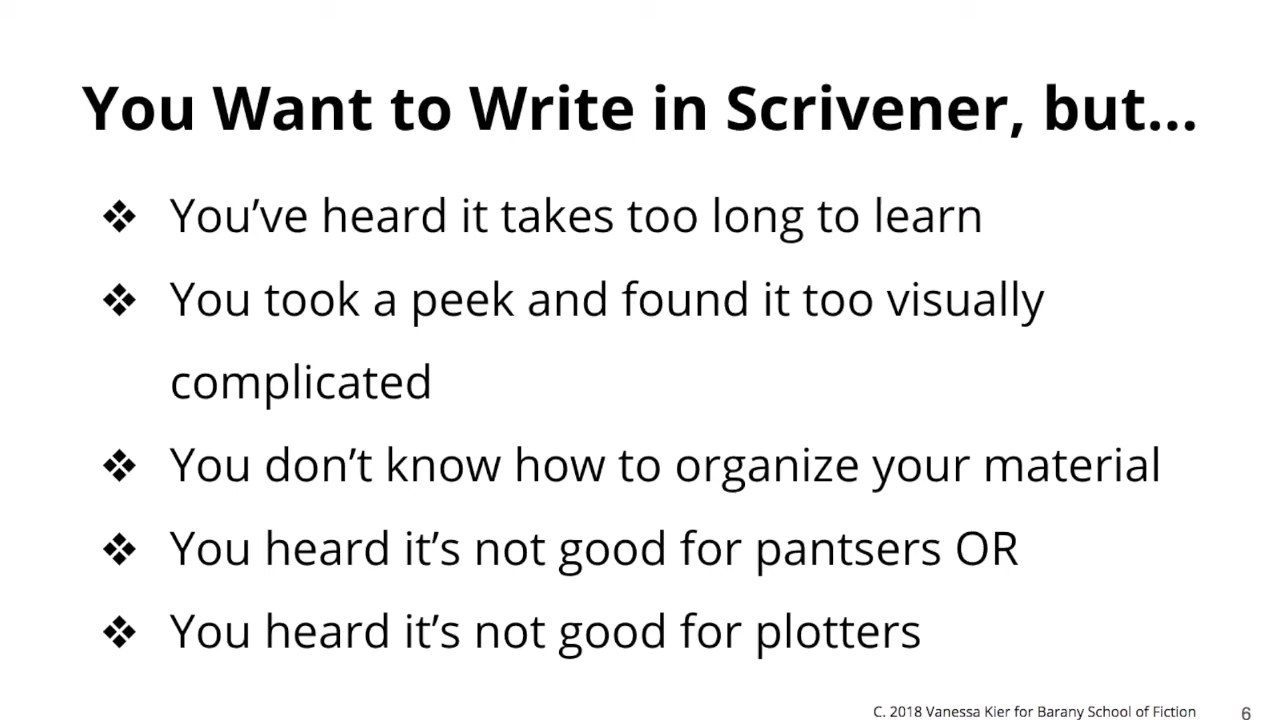 You Want to Write in Scrivener, but...
❖ You’ve heard it takes too long to learn
❖ You took a peek and found it too visually
complicated
❖ You don’t know how to organize your material
❖ You heard it’s not good for pantsers OR
❖ You heard it’s not good for plotters
C. 2018 Vanessa Kier for Barany School of Fiction 6